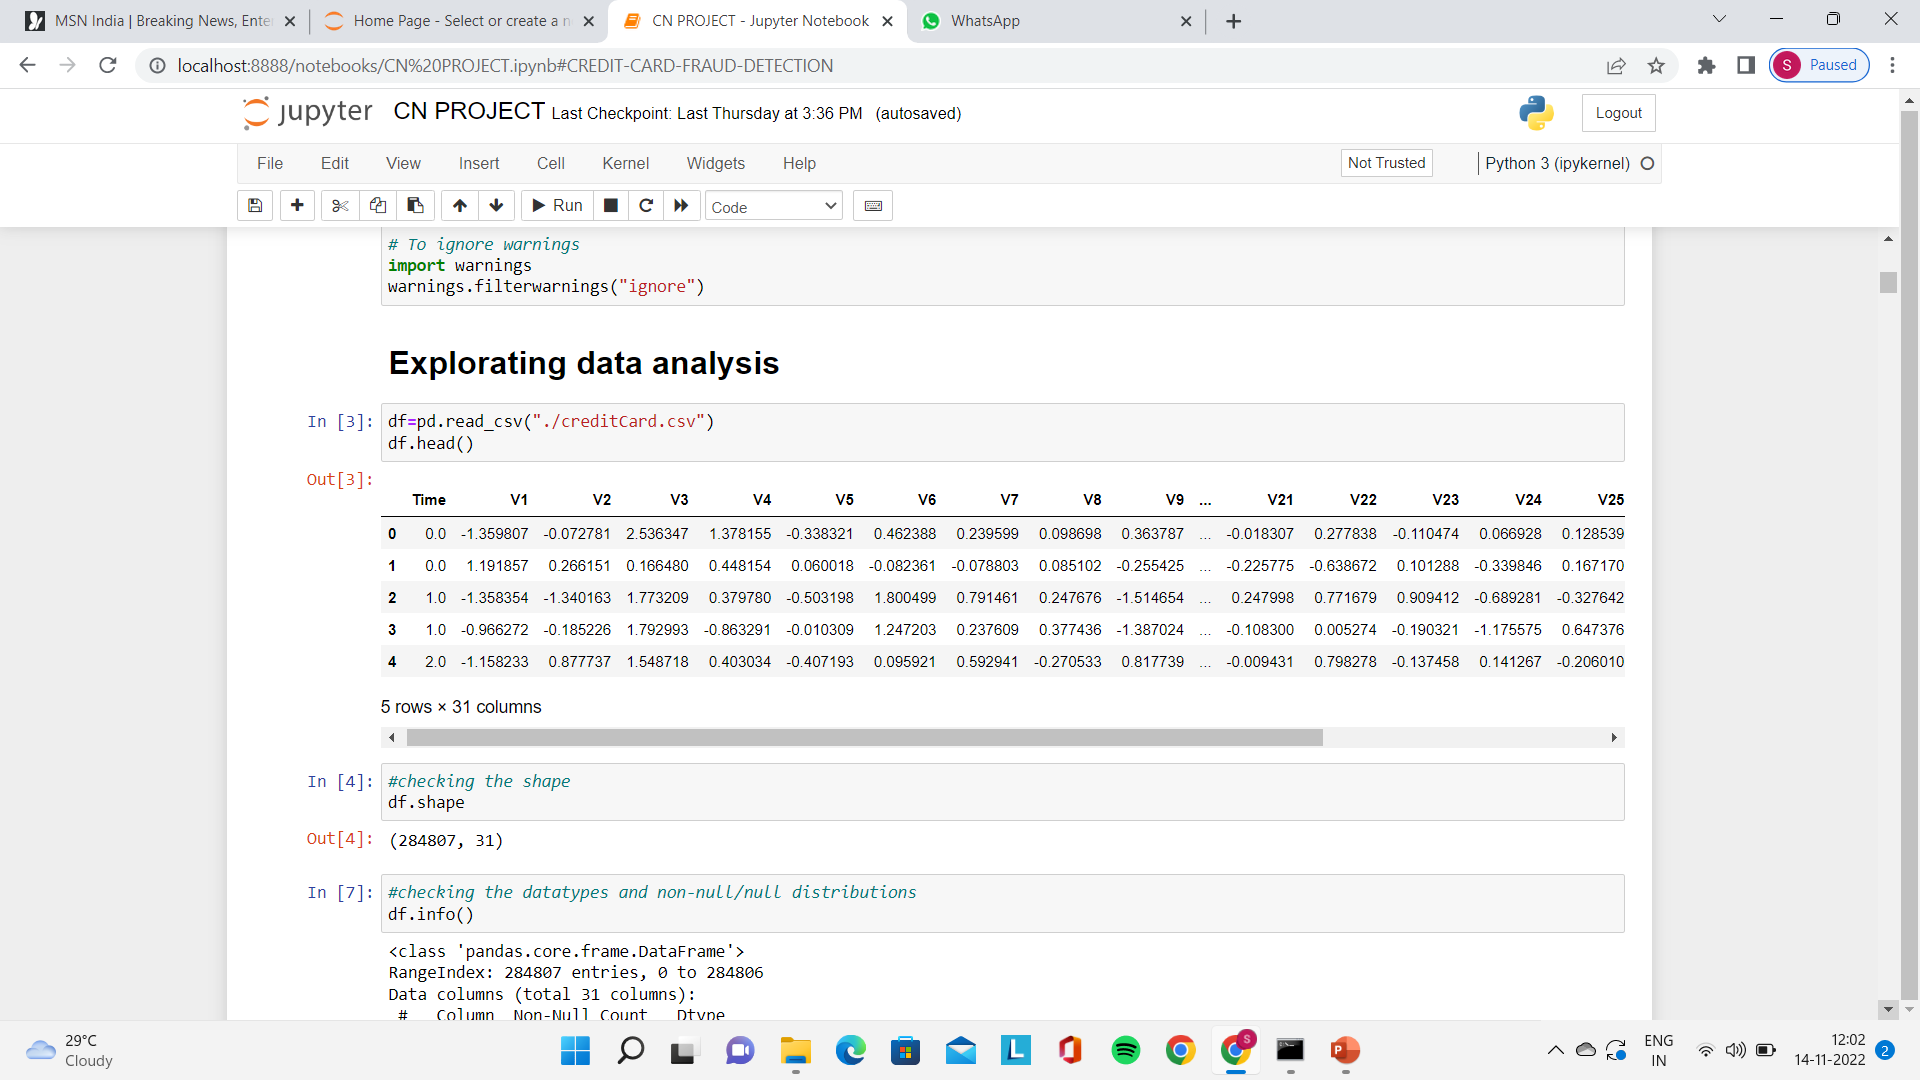 MSN India | Breaking News, Enter
Home Page - Select or create a n
CN PROJECT - Jupyter Notebook
WhatsApp
localhost:8888/notebooks/CN%20PROJECT.ipynb#CREDIT-CARD-FRAUD-DETECTION
S Paused
jupyter CN PROJECT Last Checkpoint: Last Thursday at 3:36 PM (autosaved)
Logout
File Edit View Insert Cell Kernel Widgets Help
Not Trusted
Python 3 (ipykernel)
Run
Code
# To ignore warnings
import warnings
warnings.filterwarnings("ignore")
Explorating data analysis
In [3]: df=pd.read_csv("./creditCard.csv")
df.head()
Out[3]:
Time V1 V2 V3 V4 V5 V6 V7 V8 V9 ... V21 V22 V23 V24 V25
0 0.0 -1.359807 -0.072781 2.536347 1.378155 -0.338321 0.462388 0.239599 0.098698 0.363787 ... -0.018307 0.277838 -0.110474 0.066928 0.128539
1 0.0 1.191857 0.266151 0.166480 0.448154 0.060018 -0.082361 -0.078803 0.085102 -0.255425 ... -0.225775 -0.638672 0.101288 -0.339846 0.167170
2 1.0 -1.358354 -1.340163 1.773209 0.379780 -0.503198 1.800499 0.791461 0.247676 -1.514654 ... 0.247998 0.771679 0.909412 -0.689281 -0.327642
3 1.0 -0.966272 -0.185226 1.792993 -0.863291 -0.010309 1.247203 0.237609 0.377436 -1.387024 ... -0.108300 0.005274 -0.190321 -1.175575 0.647376
4 2.0 -1.158233 0.877737 1.548718 0.403034 -0.407193 0.095921 0.592941 -0.270533 0.817739 ... -0.009431 0.798278 -0.137458 0.141267 -0.206010
5 rows × 31 columns
In [4]: #checking the shape
df.shape
Out[4]: (284807, 31)
In [7]: #checking the datatypes and non-null/null distributions
df.info()
<class 'pandas.core.frame.DataFrame'>
RangeIndex: 284807 entries, 0 to 284806
Data columns (total 31 columns):
# Column Non-Null Count Dtype
29°C
Cloudy
L
S
P
ENG
IN
12:02
14-11-2022
2